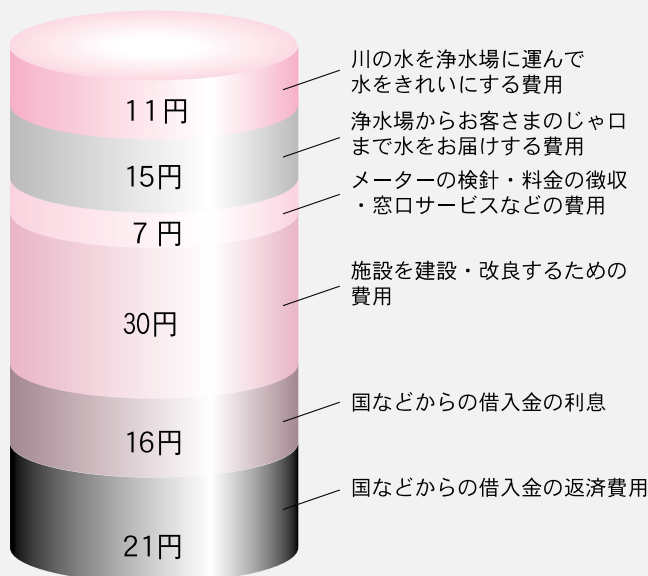 川の水を浄水場に運んで
水をきれいにする費用
11円
浄水場からお客さまのじゃ口
まで水をお届けする費用
15円
メーターの検針・料金の徴収
・窓口サービスなどの費用
7円
施設を建設・改良するための
費用
30円
国などからの借入金の利息
16円
国などからの借入金の返済費用
21円